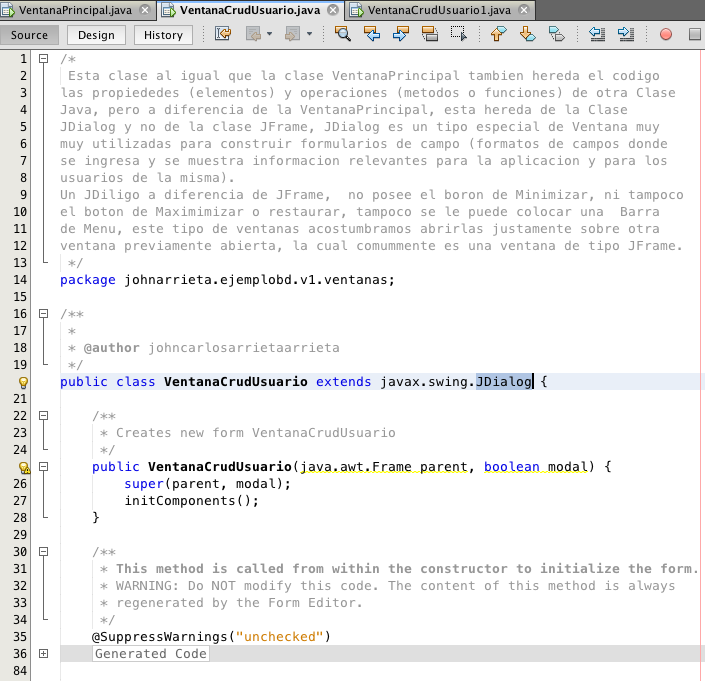 VentanaPrincipal.java VentanaCrudUsuario.java VentanaCrudUsuario1.java
Source Design History
1 /*
2 Esta clase al igual que la clase VentanaPrincipal tambien hereda el codigo
3 las propiededes (elementos) y operaciones (metodos o funciones) de otra Clase
4 Java, pero a diferencia de la VentanaPrincipal, esta hereda de la Clase
5 JDialog y no de la clase JFrame, JDialog es un tipo especial de Ventana muy
6 muy utilizadas para construir formularios de campo (formatos de campos donde
7 se ingresa y se muestra informacion relevantes para la aplicacion y para los
8 usuarios de la misma).
9 Un JDiligo a diferencia de JFrame,  no posee el boron de Minimizar, ni tampoco
10 el boton de Maximimizar o restaurar, tampoco se le puede colocar una  Barra
11 de Menu, este tipo de ventanas acostumbramos abrirlas justamente sobre otra
12 ventana previamente abierta, la cual comummente es una ventana de tipo JFrame.
13 */
14 package johnarrieta.ejemplobd.v1.ventanas;
15
16 /**
17 *
18 * @author johncarlosarrietaarrieta
19 */
public class VentanaCrudUsuario extends javax.swing.JDialog {
21
22 /**
23 * Creates new form VentanaCrudUsuario
24 */
public VentanaCrudUsuario(java.awt.Frame parent, boolean modal) {
26 super(parent, modal);
27 initComponents();
28 }
29
30 /**
31 * This method is called from within the constructor to initialize the form.
32 * WARNING: Do NOT modify this code. The content of this method is always
33 * regenerated by the Form Editor.
34 */
35 @SuppressWarnings("unchecked")
36 Generated Code
84